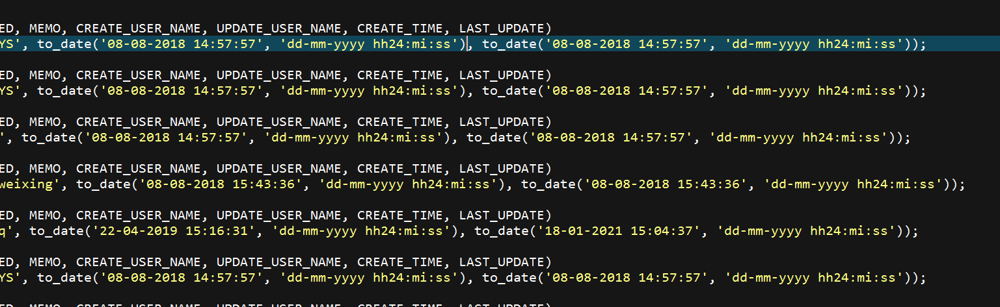 ED, MEMO, CREATE_USER_NAME, UPDATE_USER_NAME, CREATE_TIME, LAST_UPDATE)
YS', to_date('08-08-2018 14:57:57', 'dd-mm-yyyy hh24:mi:ss'), to_date('08-08-2018 14:57:57', 'dd-mm-yyyy hh24:mi:ss'));
ED, MEMO, CREATE_USER_NAME, UPDATE_USER_NAME, CREATE_TIME, LAST_UPDATE)
YS', to_date('08-08-2018 14:57:57', 'dd-mm-yyyy hh24:mi:ss'), to_date('08-08-2018 14:57:57', 'dd-mm-yyyy hh24:mi:ss'));
ED, MEMO, CREATE_USER_NAME, UPDATE_USER_NAME, CREATE_TIME, LAST_UPDATE)
', to_date('08-08-2018 14:57:57', 'dd-mm-yyyy hh24:mi:ss'), to_date('08-08-2018 14:57:57', 'dd-mm-yyyy hh24:mi:ss'));
ED, MEMO, CREATE_USER_NAME, UPDATE_USER_NAME, CREATE_TIME, LAST_UPDATE)
weixing', to_date('08-08-2018 15:43:36', 'dd-mm-yyyy hh24:mi:ss'), to_date('08-08-2018 15:43:36', 'dd-mm-yyyy hh24:mi:ss'));
ED, MEMO, CREATE_USER_NAME, UPDATE_USER_NAME, CREATE_TIME, LAST_UPDATE)
q', to_date('22-04-2019 15:16:31', 'dd-mm-yyyy hh24:mi:ss'), to_date('18-01-2021 15:04:37', 'dd-mm-yyyy hh24:mi:ss'));
ED, MEMO, CREATE_USER_NAME, UPDATE_USER_NAME, CREATE_TIME, LAST_UPDATE)
YS', to_date('08-08-2018 14:57:57', 'dd-mm-yyyy hh24:mi:ss'), to_date('08-08-2018 14:57:57', 'dd-mm-yyyy hh24:mi:ss'));
ED, MEMO, CREATE_USER_NAME, UPDATE_USER_NAME, CREATE_TIME, LAST_UPDATE)